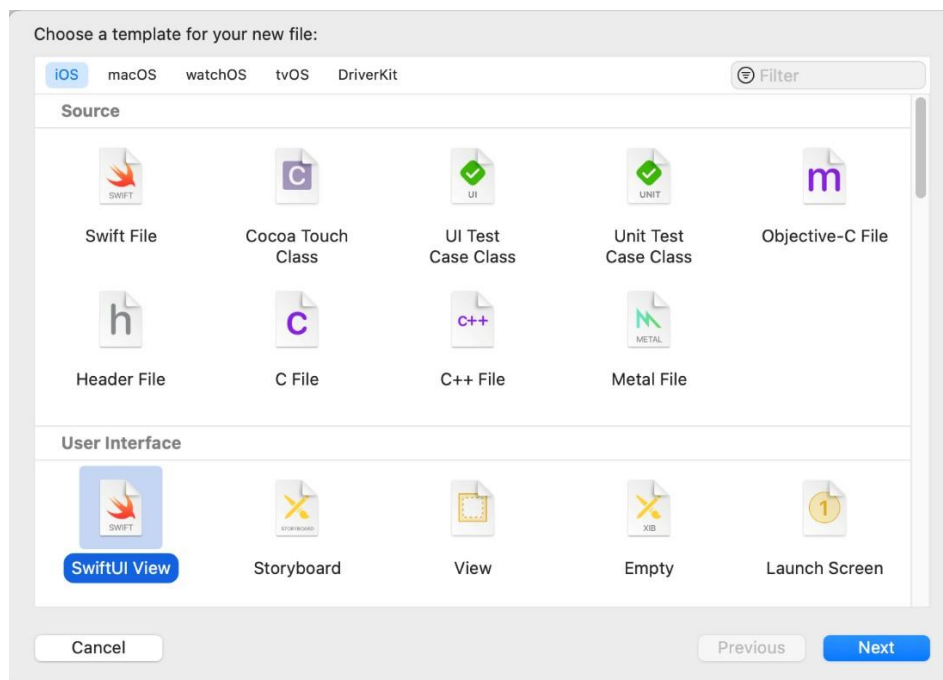 Choose a template for your new file:
iOS macOS watchOS tvOS DriverKit
Filter
Source
SWIFT
C
UI
UNIT
m
Swift File
Cocoa Touch
Class
UI Test
Case Class
Unit Test
Case Class
Objective-C File
h
C
C++
METAL
Header File
C File
C++ File
Metal File
User Interface
SWIFT
STORYBOARD
XIB
1
SwiftUI View
Storyboard
View
Empty
Launch Screen
Cancel
Previous
Next